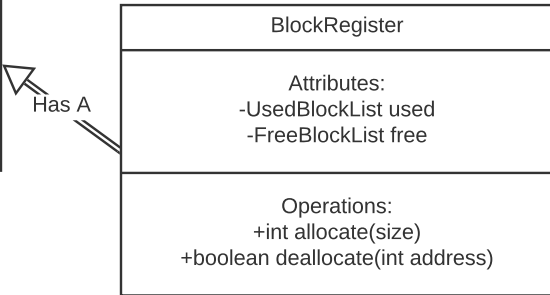 BlockRegister
Attributes:
-UsedBlockList used
-FreeBlockList free
Has A
Operations:
+int allocate(size)
+boolean deallocate(int address)